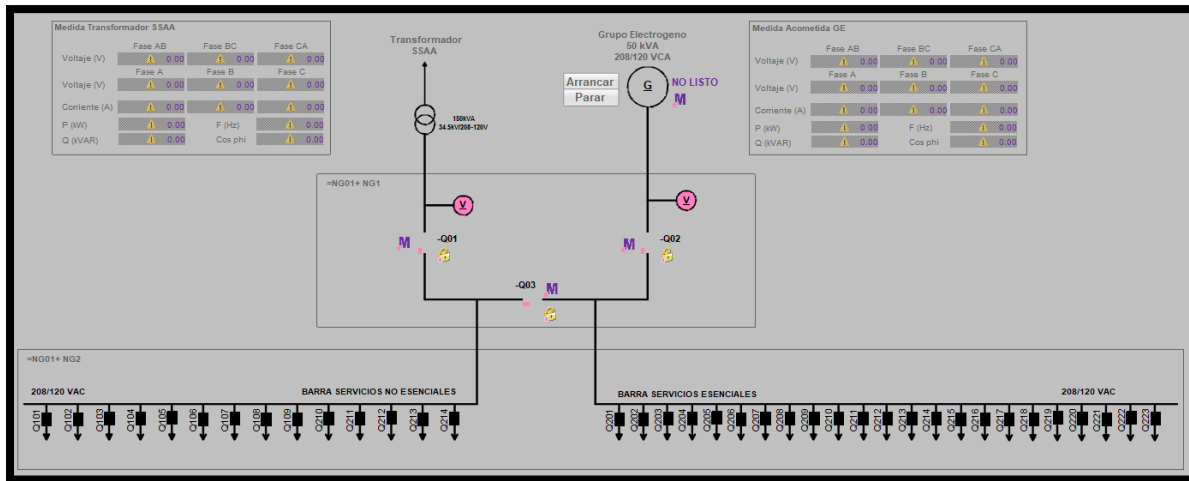 Medida Transformador SSAA
Fase AB Fase BC Fase CA
Voltaje (V) 0.00 0.00 0.00
Fase A Fase B Fase C
Voltaje (V) 0.00 0.00 0.00
Corriente (A) 0.00 0.00 0.00
P (kW) 0.00 F (Hz) 0.00
Q (kVAR) 0.00 Cos phi 0.00
Transformador
SSAA
150kVA
34.5kV/208-120V
Grupo Electrogeno
50 kVA
208/120 VCA
Arrancar
Parar
G
NO LISTO
M
Medida Acometida GE
Fase AB Fase BC Fase CA
Voltaje (V) 0.00 0.00 0.00
Fase A Fase B Fase C
Voltaje (V) 0.00 0.00 0.00
Corriente (A) 0.00 0.00 0.00
P (kW) 0.00 F (Hz) 0.00
Q (kVAR) 0.00 Cos phi 0.00
=NG01+ NG1
V
V
M -Q01
M -Q02
-Q03 M
=NG01+ NG2
208/120 VAC
BARRA SERVICIOS NO ESENCIALES
BARRA SERVICIOS ESENCIALES
208/120 VAC
Q101
Q102
Q103
Q104
Q105
Q106
Q107
Q108
Q109
Q210
Q211
Q212
Q213
Q214
Q201
Q202
Q203
Q204
Q205
Q206
Q207
Q208
Q209
Q210
Q211
Q212
Q213
Q214
Q215
Q216
Q217
Q218
Q219
Q220
Q221
Q222
Q223